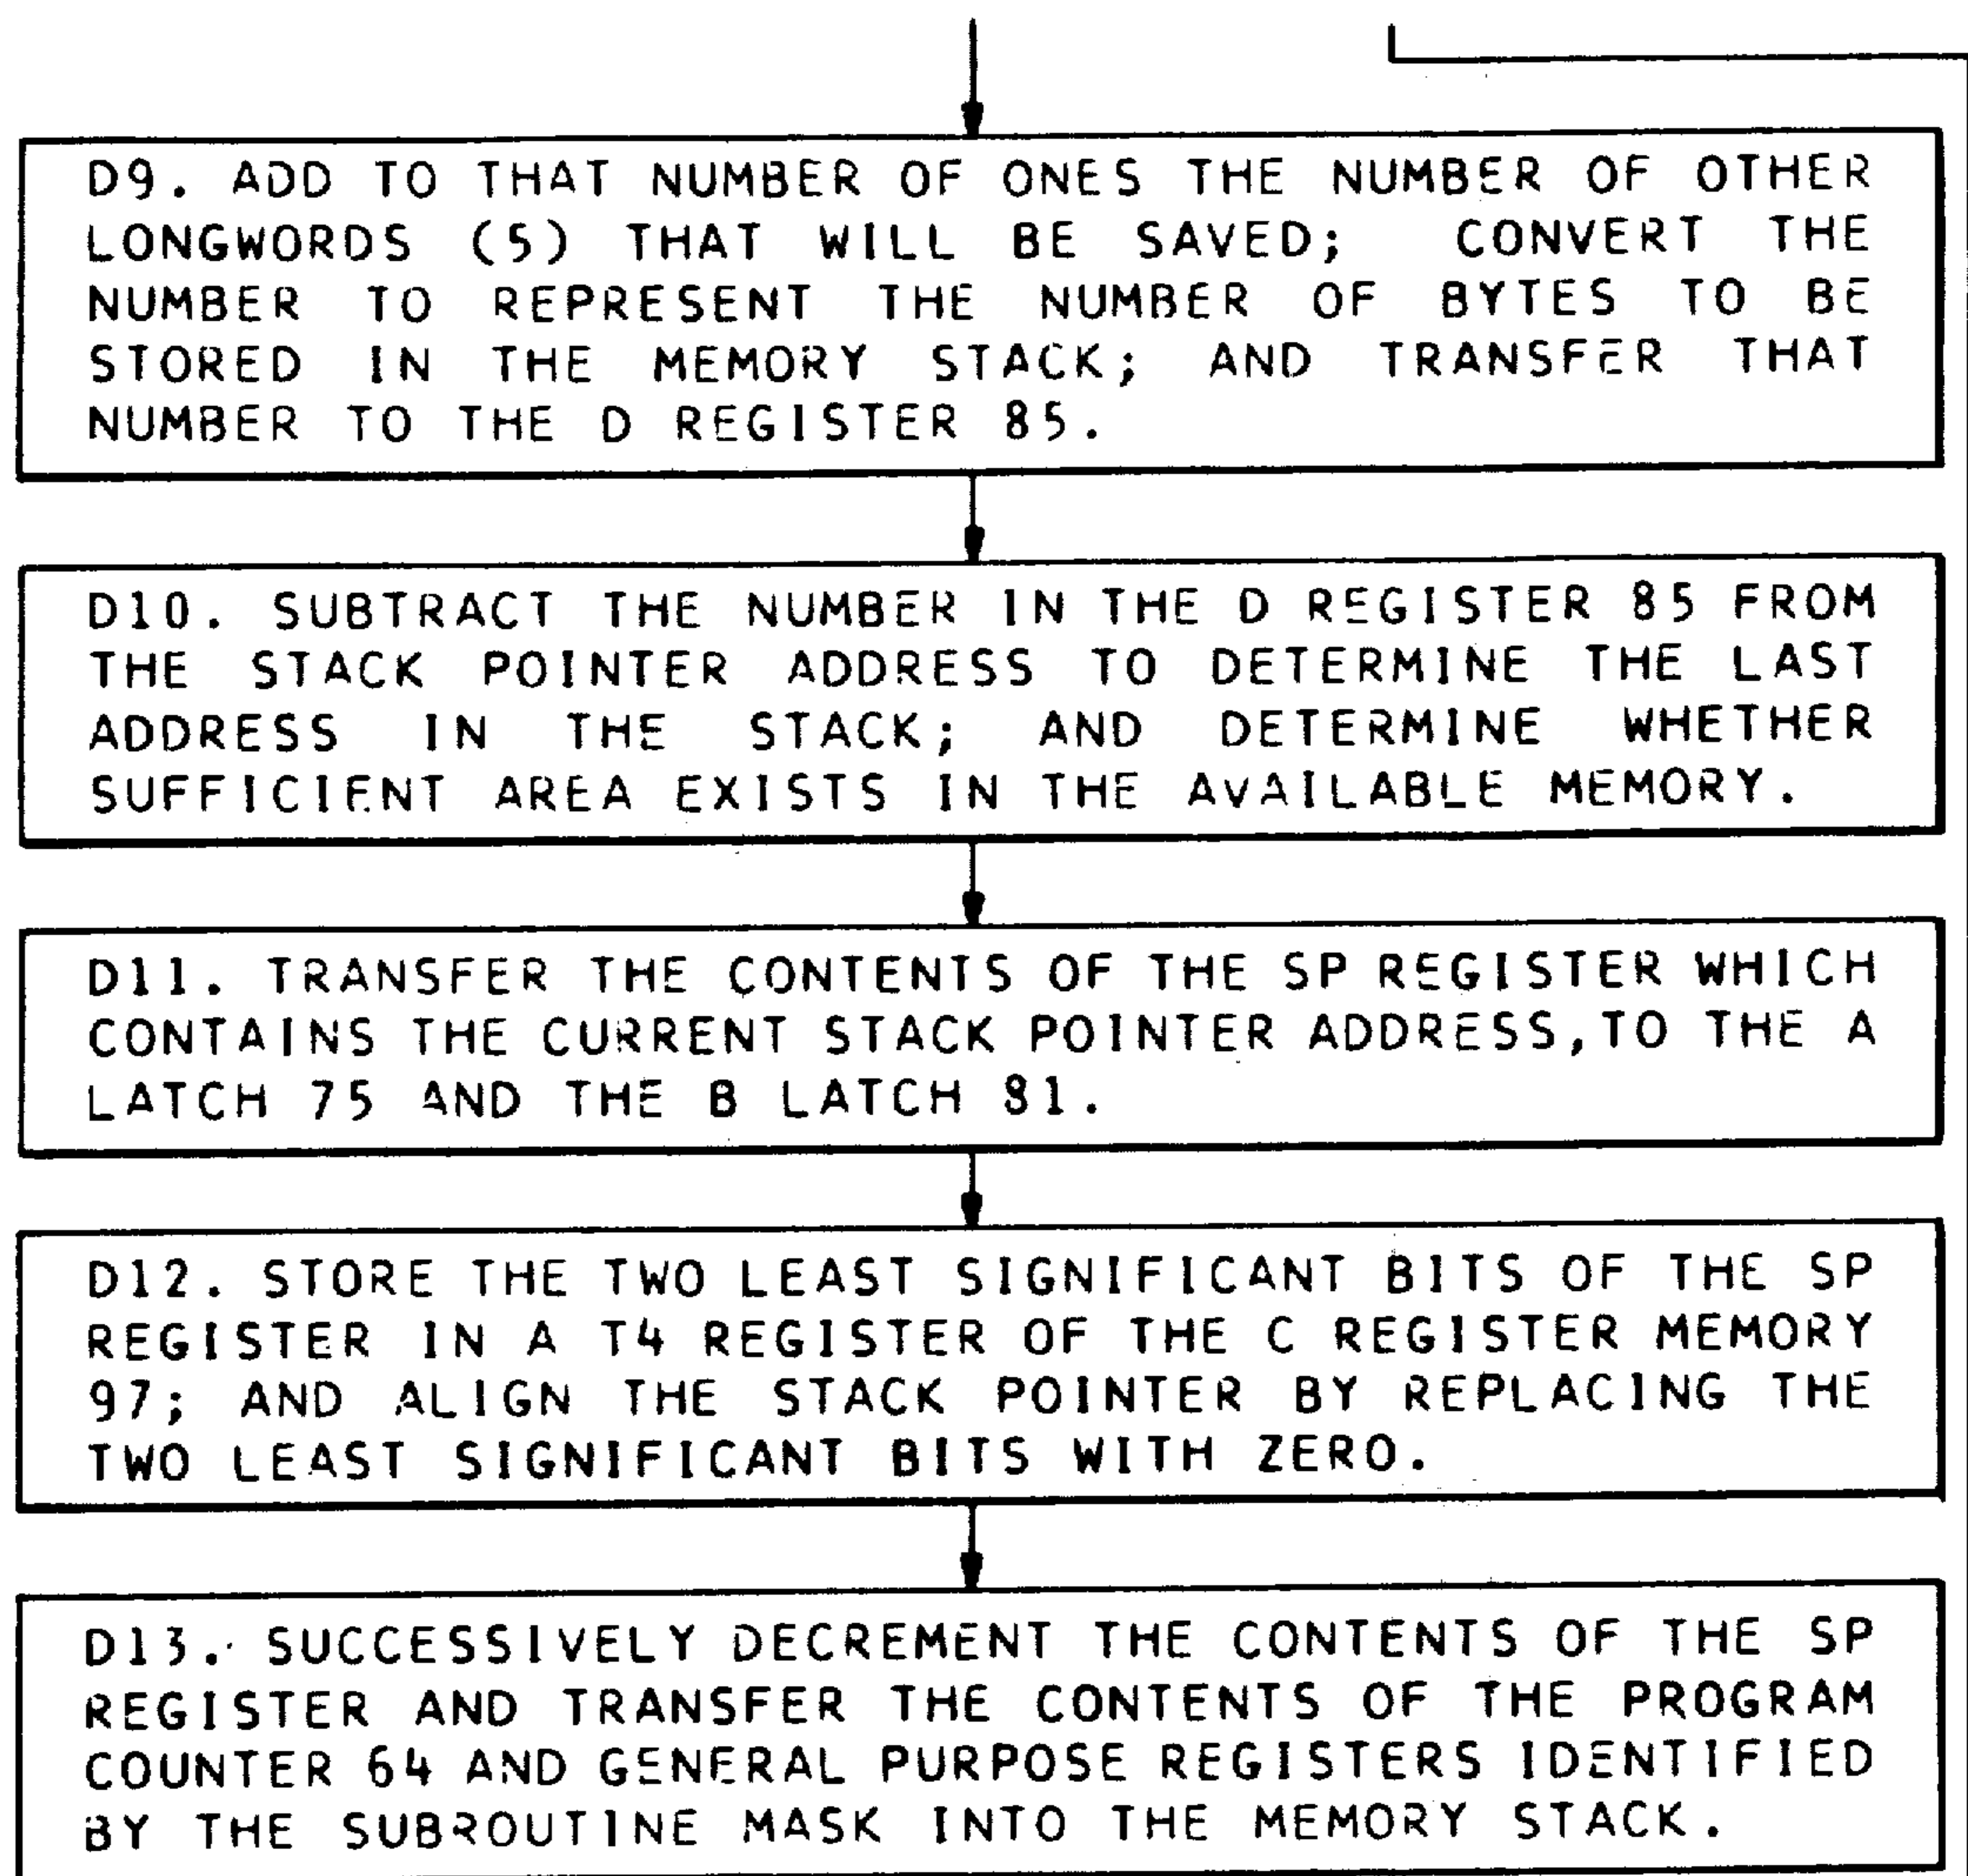 D9. ADD TO THAT NUMBER OF ONES THE NUMBER OF OTHER
LONGWORDS (5) THAT WILL BE SAVED; CONVERT THE
NUMBER TO REPRESENT THE NUMBER OF BYTES TO BE
STORED IN THE MEMORY STACK; AND TRANSFER THAT
NUMBER TO THE D REGISTER 85.
D10. SUBTRACT THE NUMBER IN THE D REGISTER 85 FROM
THE STACK POINTER ADDRESS TO DETERMINE THE LAST
ADDRESS IN THE STACK; AND DETERMINE WHETHER
SUFFICIENT AREA EXISTS IN THE AVAILABLE MEMORY.
D11. TRANSFER THE CONTENTS OF THE SP REGISTER WHICH
CONTAINS THE CURRENT STACK POINTER ADDRESS, TO THE A
LATCH 75 AND THE B LATCH 81.
D12. STORE THE TWO LEAST SIGNIFICANT BITS OF THE SP
REGISTER IN A T4 REGISTER OF THE C REGISTER MEMORY
97; AND ALIGN THE STACK POINTER BY REPLACING THE
TWO LEAST SIGNIFICANT BITS WITH ZERO.
D13. SUCCESSIVELY DECREMENT THE CONTENTS OF THE SP
REGISTER AND TRANSFER THE CONTENTS OF THE PROGRAM
COUNTER 64 AND GENERAL PURPOSE REGISTERS IDENTIFIED
BY THE SUBROUTINE MASK INTO THE MEMORY STACK.